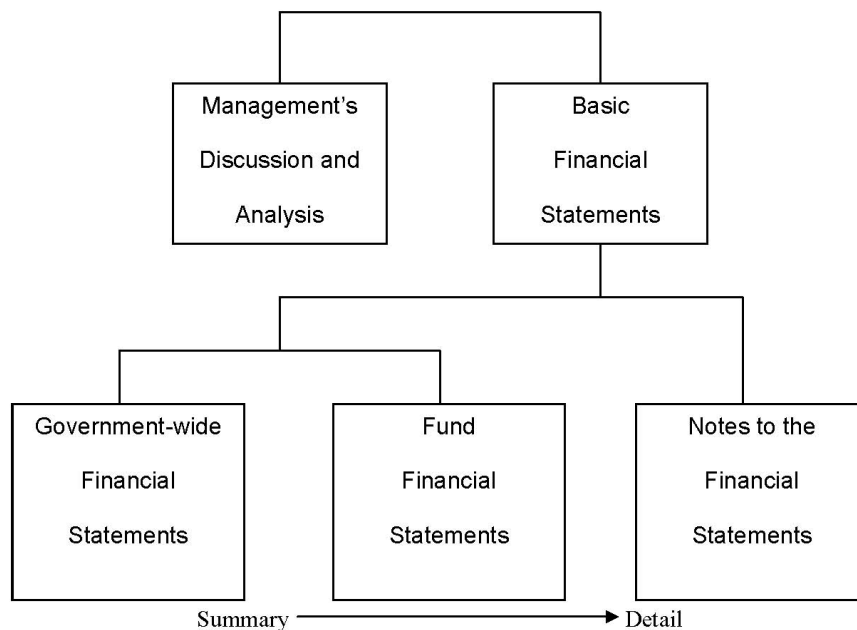 Management's
Discussion and
Analysis
Basic
Financial
Statements
Government-wide
Financial
Statements
Fund
Financial
Statements
Notes to the
Financial
Statements
Summary
Detail